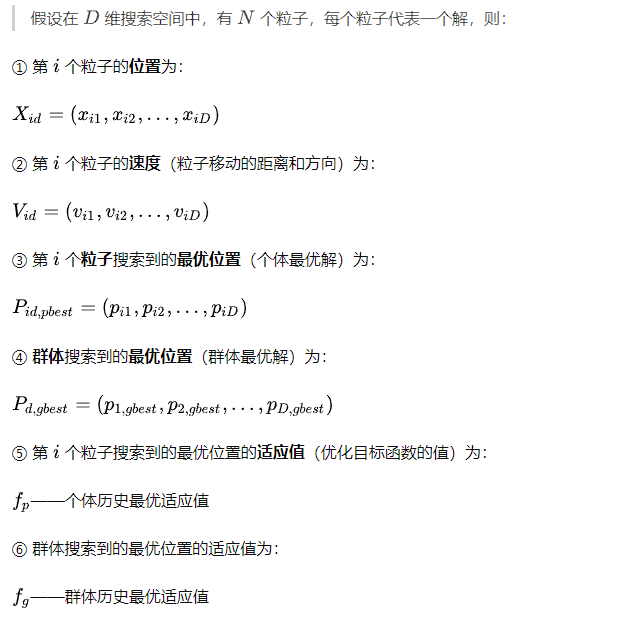 假设在 D 维搜索空间中，有 N 个粒子，每个粒子代表一个解，则：
① 第 i 个粒子的位置为：
X_{id} = (x_{i1}, x_{i2}, ..., x_{iD})
② 第 i 个粒子的速度（粒子移动的距离和方向）为：
V_{id} = (v_{i1}, v_{i2}, ..., v_{iD})
③ 第 i 个粒子搜索到的最优位置（个体最优解）为：
P_{id,pbest} = (p_{i1}, p_{i2}, ..., p_{iD})
④ 群体搜索到的最优位置（群体最优解）为：
P_{d,gbest} = (p_{1,gbest}, p_{2,gbest}, ..., p_{D,gbest})
⑤ 第 i 个粒子搜索到的最优位置的适应值（优化目标函数的值）为：
f_p——个体历史最优适应值
⑥ 群体搜索到的最优位置的适应值为：
f_g——群体历史最优适应值